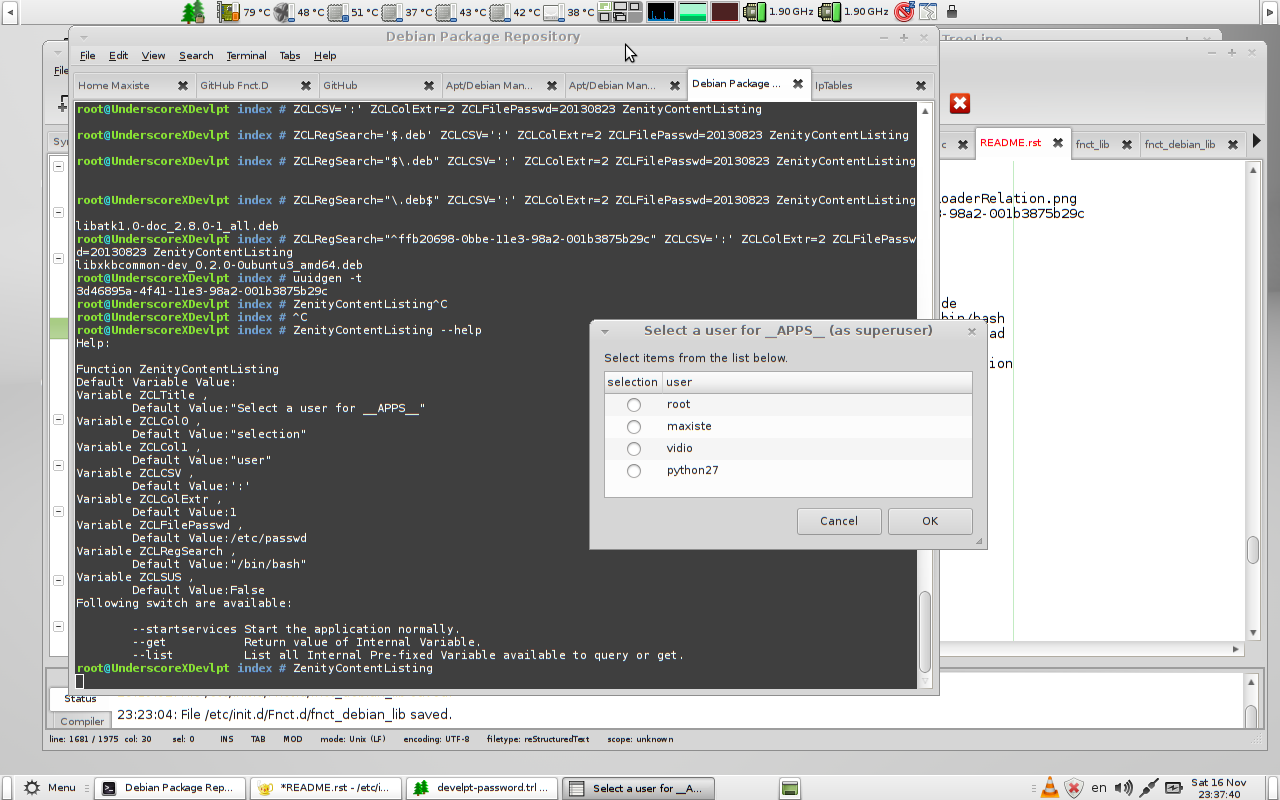 79 °C 48 °C 51 °C 37 °C 43 °C 42 °C 38 °C 1.90 GHz 1.90 GHz
Debian Package Repository
TreeLine
File Edit View Search Terminal Tabs Help
Home Maxiste GitHub Fnct.D GitHub Apt/Debian Man... Apt/Debian Man... Debian Package ... IpTables
root@UnderscoreXDevlpt index # ZCLCSV=':' ZCLColExtr=2 ZCLFilePasswd=20130823 ZenityContentListing
root@UnderscoreXDevlpt index # ZCLRegSearch='$.deb' ZCLCSV=':' ZCLColExtr=2 ZCLFilePasswd=20130823 ZenityContentListing
root@UnderscoreXDevlpt index # ZCLRegSearch="$\.deb" ZCLCSV=':' ZCLColExtr=2 ZCLFilePasswd=20130823 ZenityContentListing
root@UnderscoreXDevlpt index # ZCLRegSearch="\.deb$" ZCLCSV=':' ZCLColExtr=2 ZCLFilePasswd=20130823 ZenityContentListing
libatk1.0-doc_2.8.0-1_all.deb
root@UnderscoreXDevlpt index # ZCLRegSearch="^ffb20698-0bbe-11e3-98a2-001b3875b29c" ZCLCSV=':' ZCLColExtr=2 ZCLFilePassw
d=20130823 ZenityContentListing
libxkbcommon-dev_0.2.0-0ubuntu3_amd64.deb
root@UnderscoreXDevlpt index # uuidgen -t
3d46895a-4f41-11e3-98a2-001b3875b29c
root@UnderscoreXDevlpt index # ZenityContentListing^C
root@UnderscoreXDevlpt index # ^C
root@UnderscoreXDevlpt index # ZenityContentListing --help
Help:
Function ZenityContentListing
Default Variable Value:
Variable ZCLTitle ,
Default Value:"Select a user for __APPS__"
Variable ZCLCol0 ,
Default Value:"selection"
Variable ZCLCol1 ,
Default Value:"user"
Variable ZCLCSV ,
Default Value:':'
Variable ZCLColExtr ,
Default Value:1
Variable ZCLFilePasswd ,
Default Value:/etc/passwd
Variable ZCLRegSearch ,
Default Value:"/bin/bash"
Variable ZCLSUS ,
Default Value:False
Following switch are available:
--startservices Start the application normally.
--get Return value of Internal Variable.
--list List all Internal Pre-fixed Variable available to query or get.
root@UnderscoreXDevlpt index # ZenityContentListing
Select a user for __APPS__ (as superuser)
Select items from the list below.
selection user
root
maxiste
vidio
python27
Cancel OK
File
Sy
c README.rst fnct_lib fnct_debian_lib
oaderRelation.png
-98a2-001b3875b29c
de
bin/bash
ad
ion
Status
Compiler
23:23:04: File /etc/init.d/Fnct.d/fnct_debian_lib saved.
line: 1681 / 1975 col: 30 sel: 0 INS TAB MOD mode: Unix (LF) encoding: UTF-8 filetype: reStructuredText scope: unknown
Menu Debian Package Rep... *README.rst - /etc/i... develpt-password.trl ... Select a user for __A... en Sat 16 Nov
23:37:40